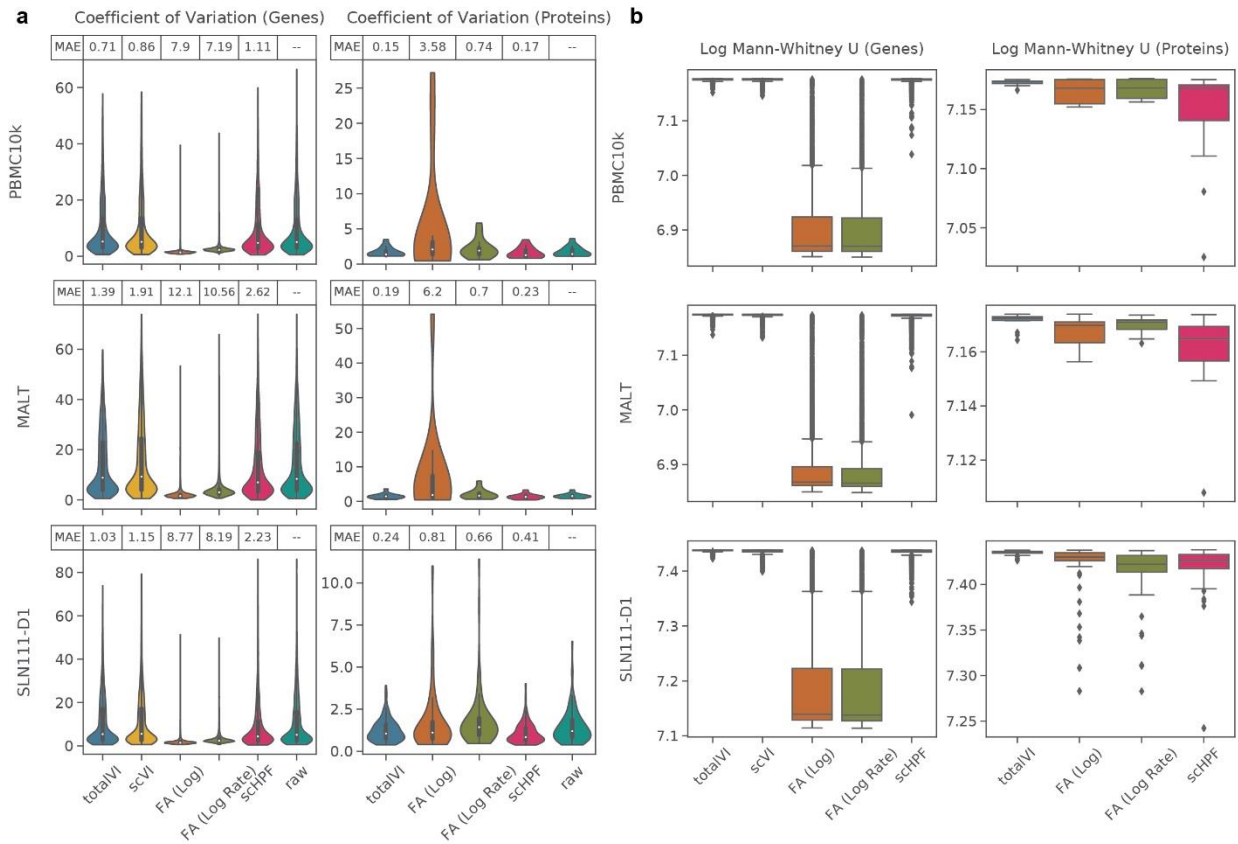 a
Coefficient of Variation (Genes)
MAE 0.71 0.86 7.9 7.19 1.11 --
60
40
20
0
PBMC10k
MAE 1.39 1.91 12.1 10.56 2.62 --
60
40
20
0
MALT
MAE 1.03 1.15 8.77 8.19 2.23 --
80
60
40
20
0
SLN111-D1
totalVI
scVI
FA (Log)
FA (Log Rate)
scHPF
raw
Coefficient of Variation (Proteins)
MAE 0.15 3.58 0.74 0.17 --
25
20
15
10
5
0
MAE 0.19 6.2 0.7 0.23 --
50
40
30
20
10
0
MAE 0.24 0.81 0.66 0.41 --
10.0
7.5
5.0
2.5
0.0
totalVI
FA (Log)
FA (Log Rate)
scHPF
raw
b
Log Mann-Whitney U (Genes)
7.1
7.0
6.9
PBMC10k
7.1
7.0
6.9
MALT
7.4
7.3
7.2
7.1
SLN111-D1
totalVI
scVI
FA (Log)
FA (Log Rate)
scHPF
Log Mann-Whitney U (Proteins)
7.15
7.10
7.05
7.16
7.14
7.12
7.40
7.35
7.30
7.25
totalVI
FA (Log)
FA (Log Rate)
scHPF